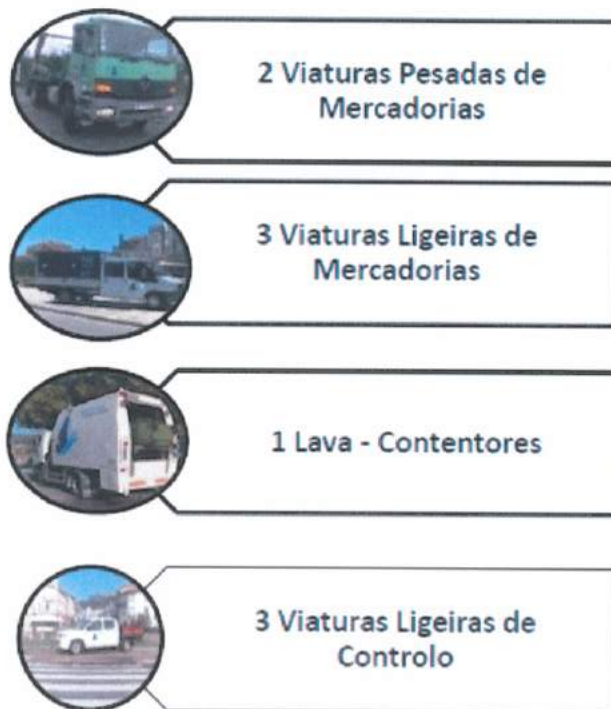 2 Viaturas Pesadas de
Mercadorias
3 Viaturas Ligeiras de
Mercadorias
1 Lava - Contentores
3 Viaturas Ligeiras de
Controlo